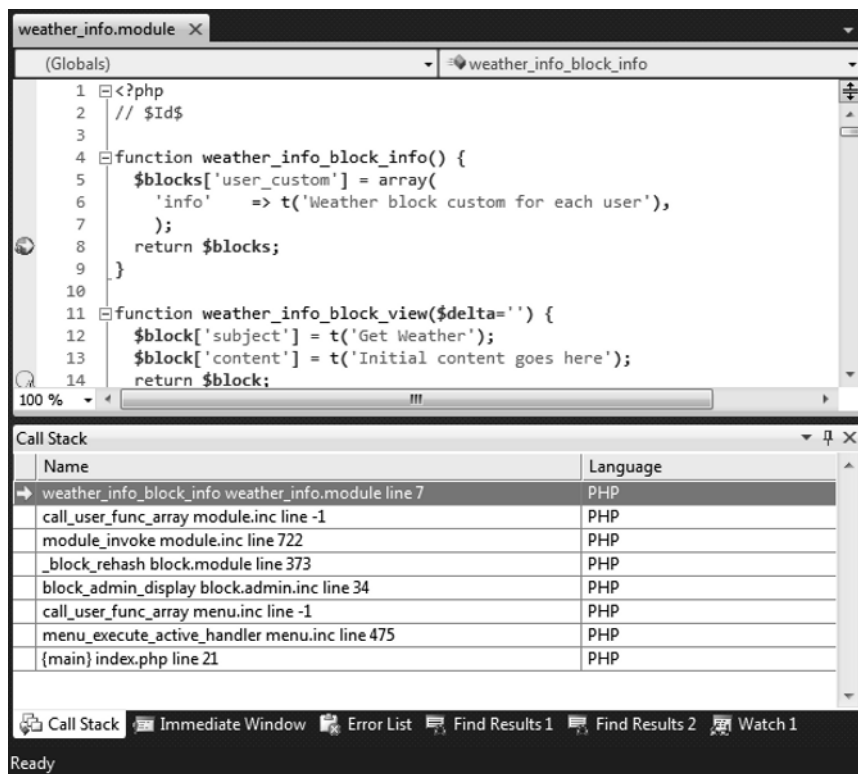 weather_info.module
(Globals) weather_info_block_info
1 <?php
2 // $Id$
3
4 function weather_info_block_info() {
5 $blocks['user_custom'] = array(
6 'info' => t('Weather block custom for each user'),
7 );
8 return $blocks;
9 }
10
11 function weather_info_block_view($delta='') {
12 $block['subject'] = t('Get Weather');
13 $block['content'] = t('Initial content goes here');
14 return $block;
100 %
Call Stack
Name Language
weather_info_block_info weather_info.module line 7 PHP
call_user_func_array module.inc line -1 PHP
module_invoke module.inc line 722 PHP
_block_rehash block.module line 373 PHP
block_admin_display block.admin.inc line 34 PHP
call_user_func_array menu.inc line -1 PHP
menu_execute_active_handler menu.inc line 475 PHP
{main} index.php line 21 PHP
Call Stack Immediate Window Error List Find Results 1 Find Results 2 Watch 1
Ready